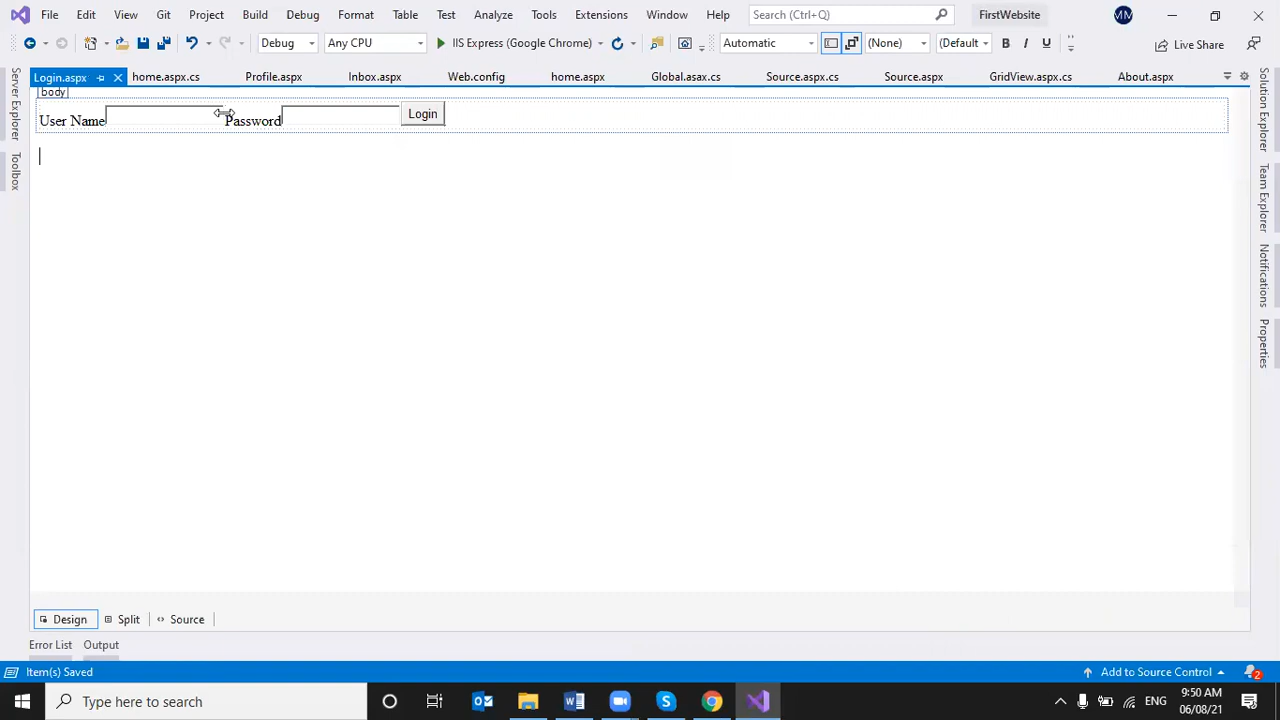 File Edit View Git Project Build Debug Format Table Test Analyze Tools Extensions Window Help Search (Ctrl+Q) FirstWebsite MM
Debug Any CPU IIS Express (Google Chrome) Automatic (None) (Default B I U Live Share
Login.aspx home.aspx.cs Profile.aspx Inbox.aspx Web.config home.aspx Global.asax.cs Source.aspx.cs Source.aspx GridView.aspx.cs About.aspx
body
User Name Password Login
Server Explorer
Toolbox
Solution Explorer
Team Explorer
Notifications
Properties
Design Split Source
Error List Output
Item(s) Saved Add to Source Control 2
Type here to search ENG 9:50 AM
06/08/21